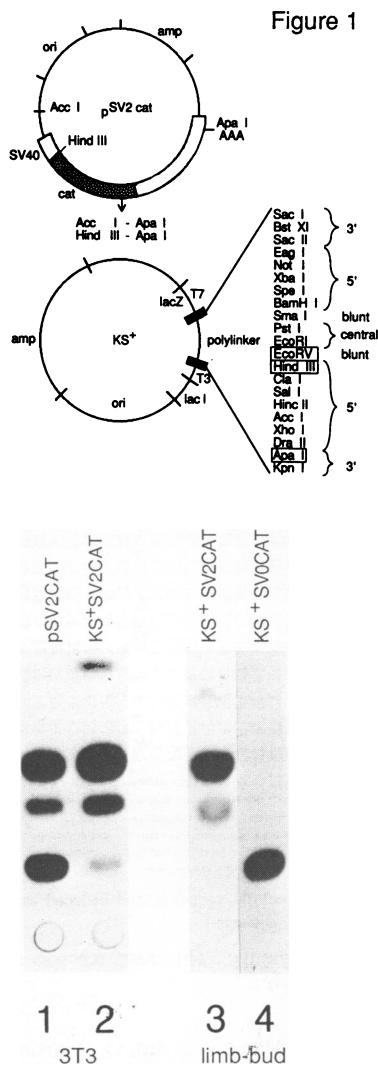 Figure 1
amp
ori
Acc I
pSV2 cat
Hind III
Apa I
AAA
SV40
cat
Acc I - Apa I
Hind III - Apa I
T7
lacZ
amp
KS+
polylinker
T3
lac I
ori
Sac I
Bst XI
Sac II
3'
Eag I
Not I
Xba I
Spe I
BamH I
5'
Sma I
blunt
Pst I
EcoRI
central
EcoRV
blunt
Hind III
Cla I
Sal I
Hinc II
Acc I
Xho I
Dra II
Apa I
5'
Kpn I
3'
pSV2CAT
KS+SV2CAT
KS+ SV2CAT
KS+ SV0CAT
1 2 3 4
3T3 limb-bud